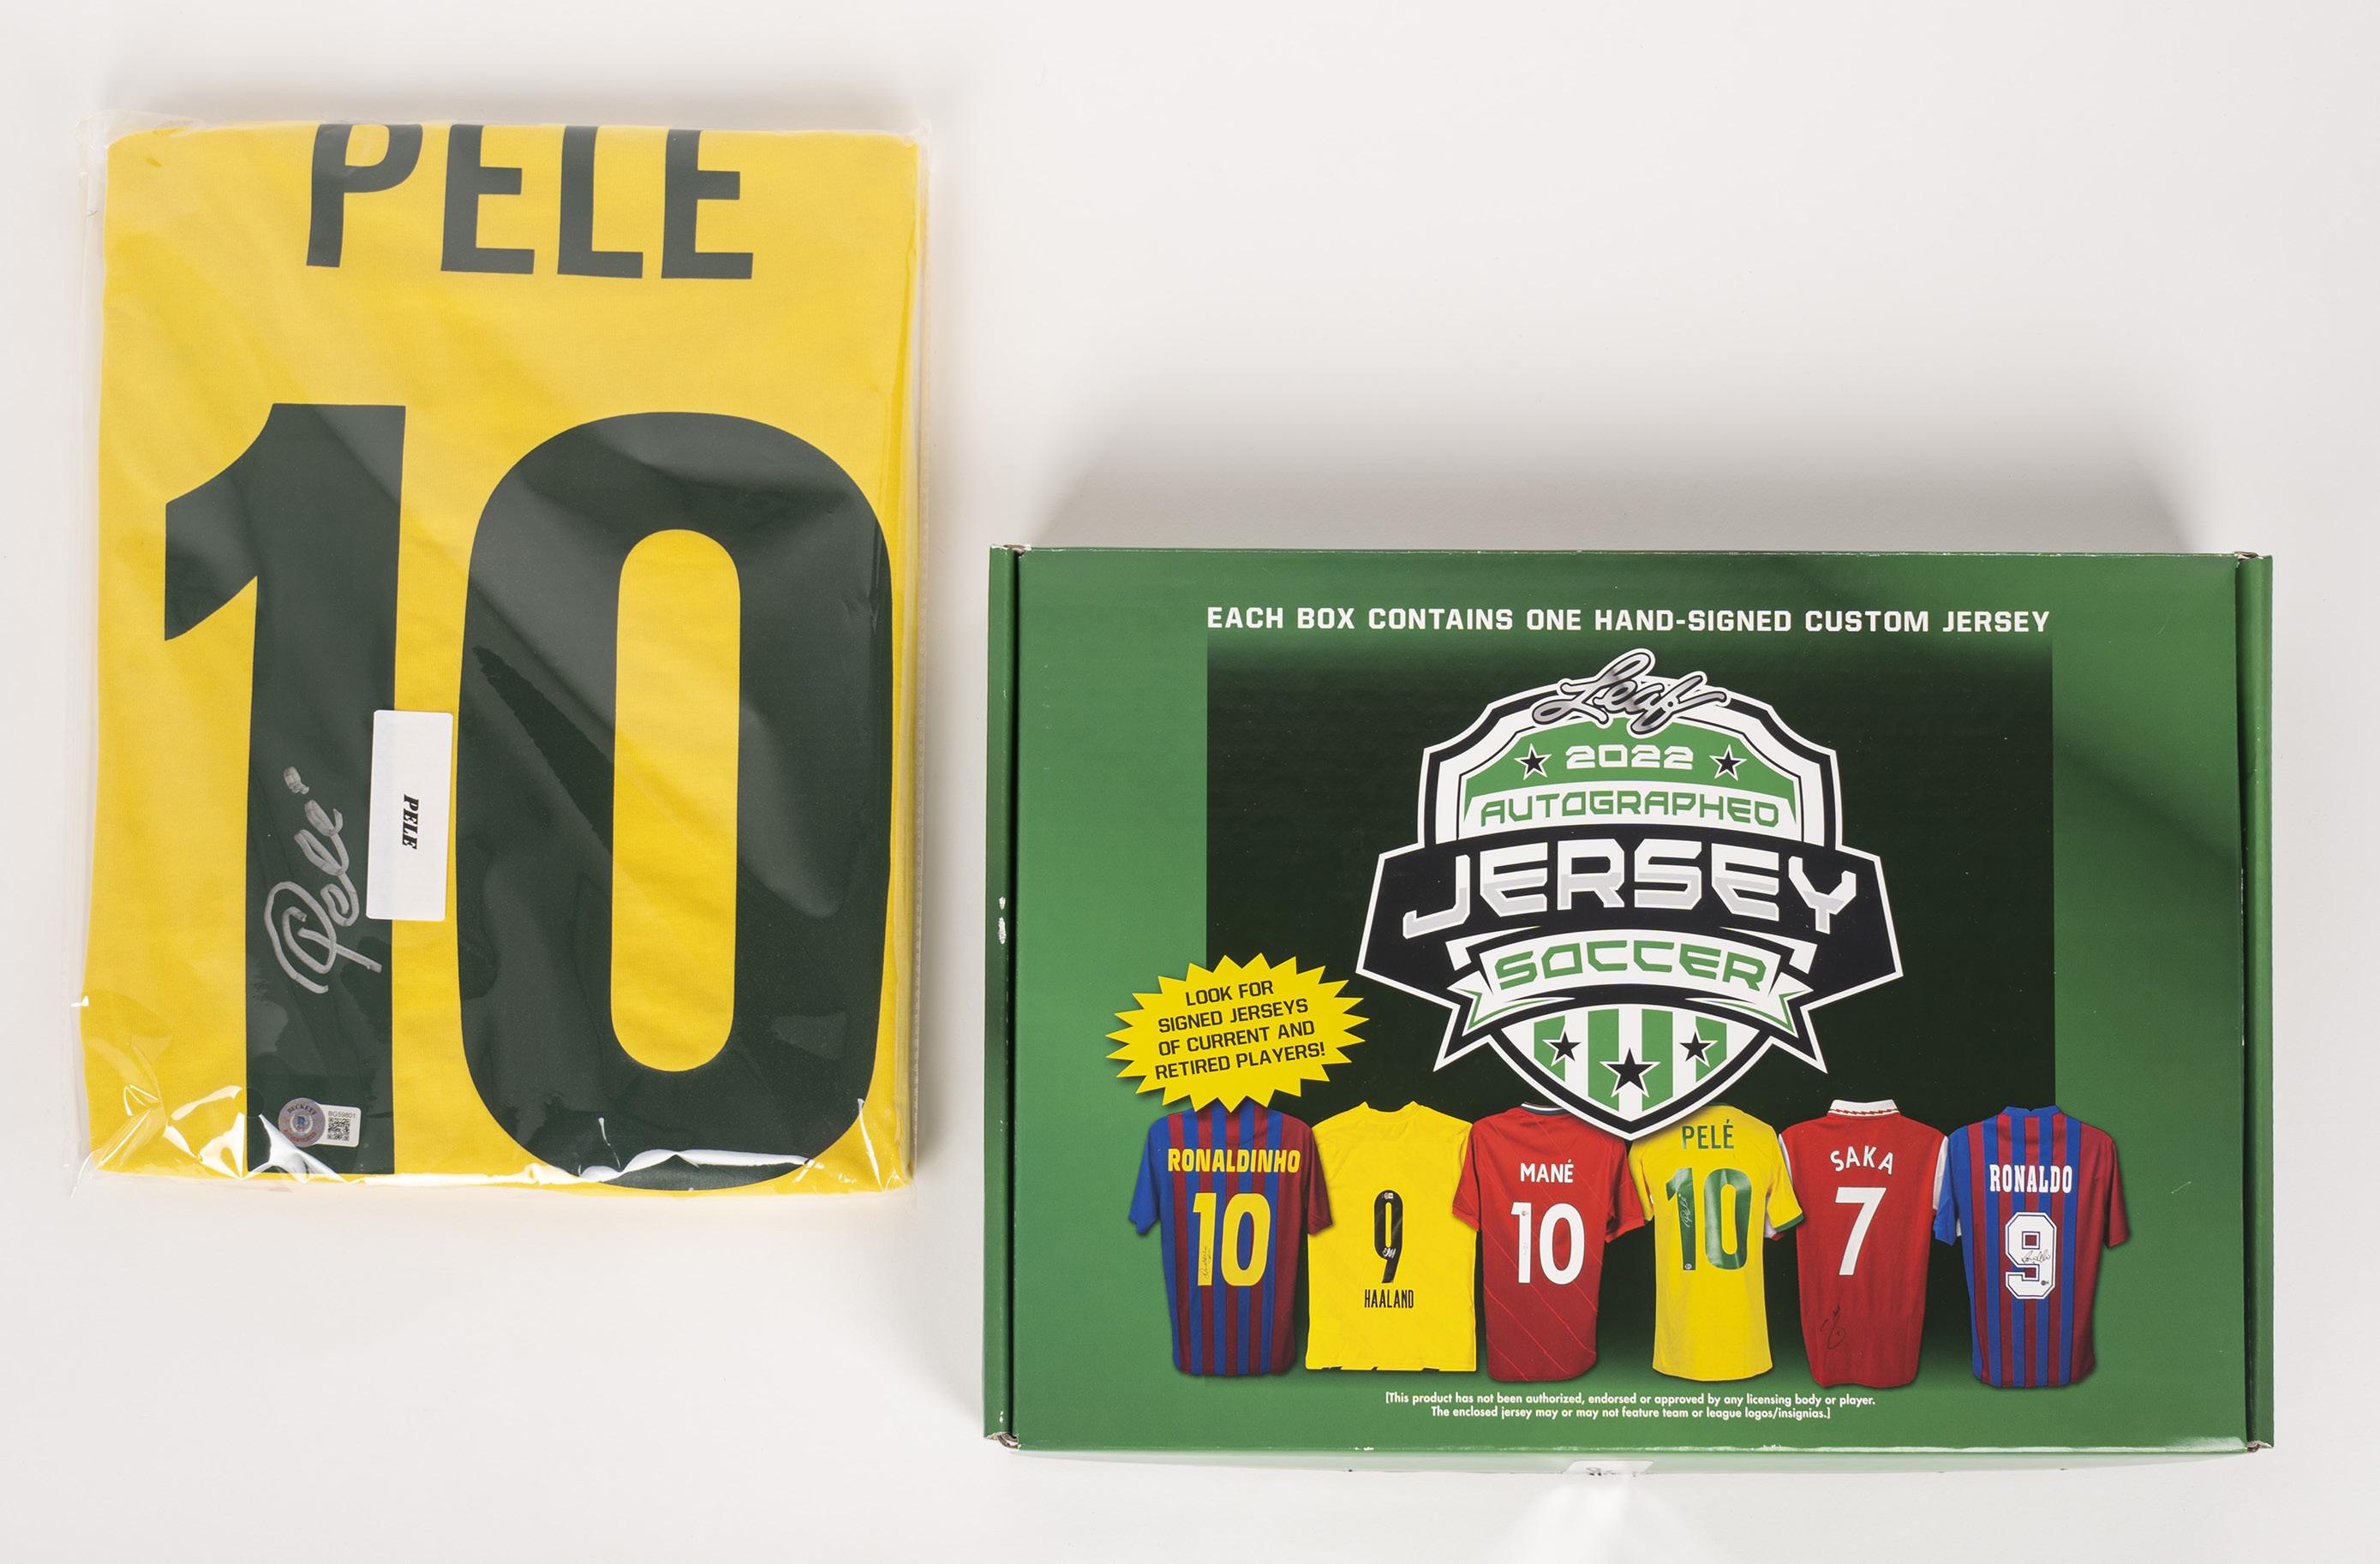 PELE
10
Pelé
PELE
BECKETT
BG59801
EACH BOX CONTAINS ONE HAND-SIGNED CUSTOM JERSEY
Leaf
2022
AUTOGRAPHED
JERSEY
SOCCER
LOOK FOR
SIGNED JERSEYS
OF CURRENT AND
RETIRED PLAYERS!
RONALDINHO
10
9
HAALAND
MANÉ
10
PELÉ
10
SAKA
7
RONALDO
9
[This product has not been authorized, endorsed or approved by any licensing body or player.
The enclosed jersey may or may not feature team or league logos/insignias.]